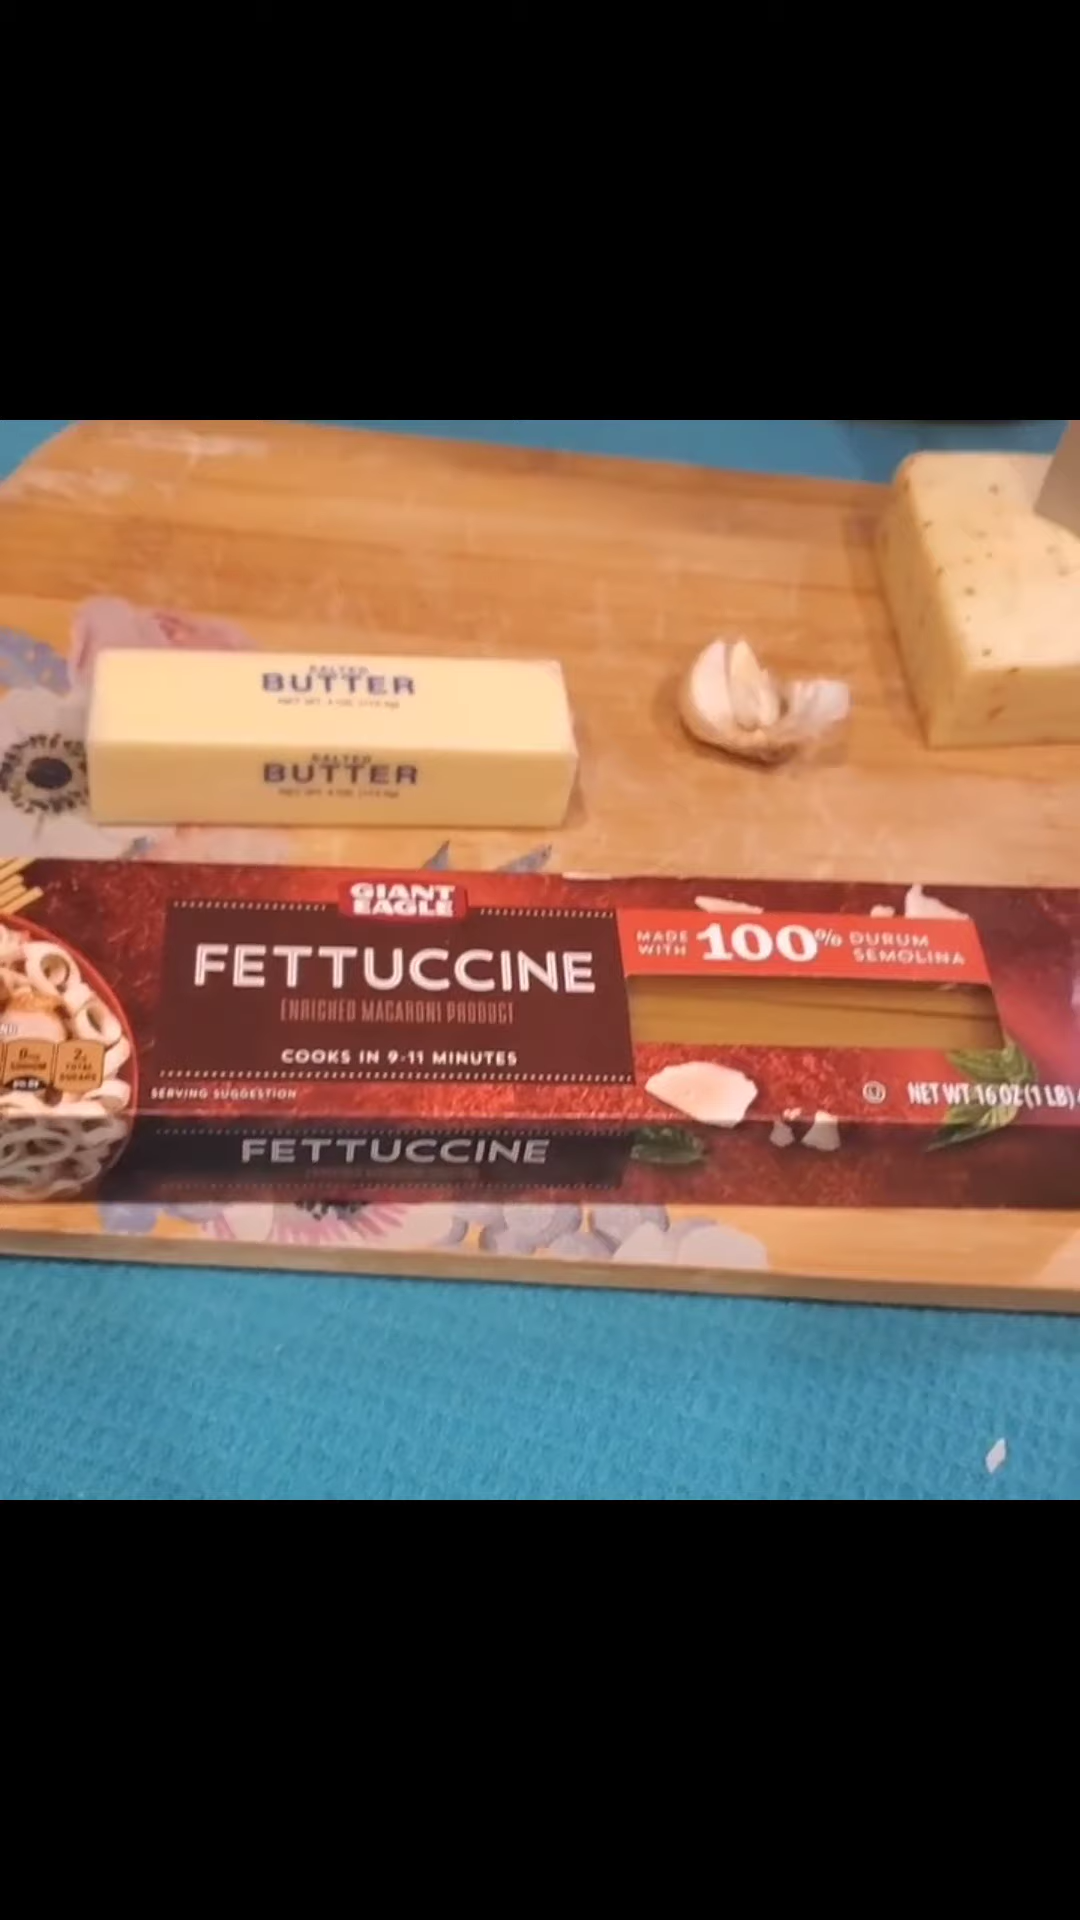 SALTED
BUTTER
SALTED
BUTTER
GIANT
EAGLE
FETTUCCINE
ENRICHED MACARONI PRODUCT
COOKS IN 9-11 MINUTES
SERVING SUGGESTION
MADE WITH 100% DURUM SEMOLINA
NET WT 16 OZ (1 LB)
FETTUCCINE